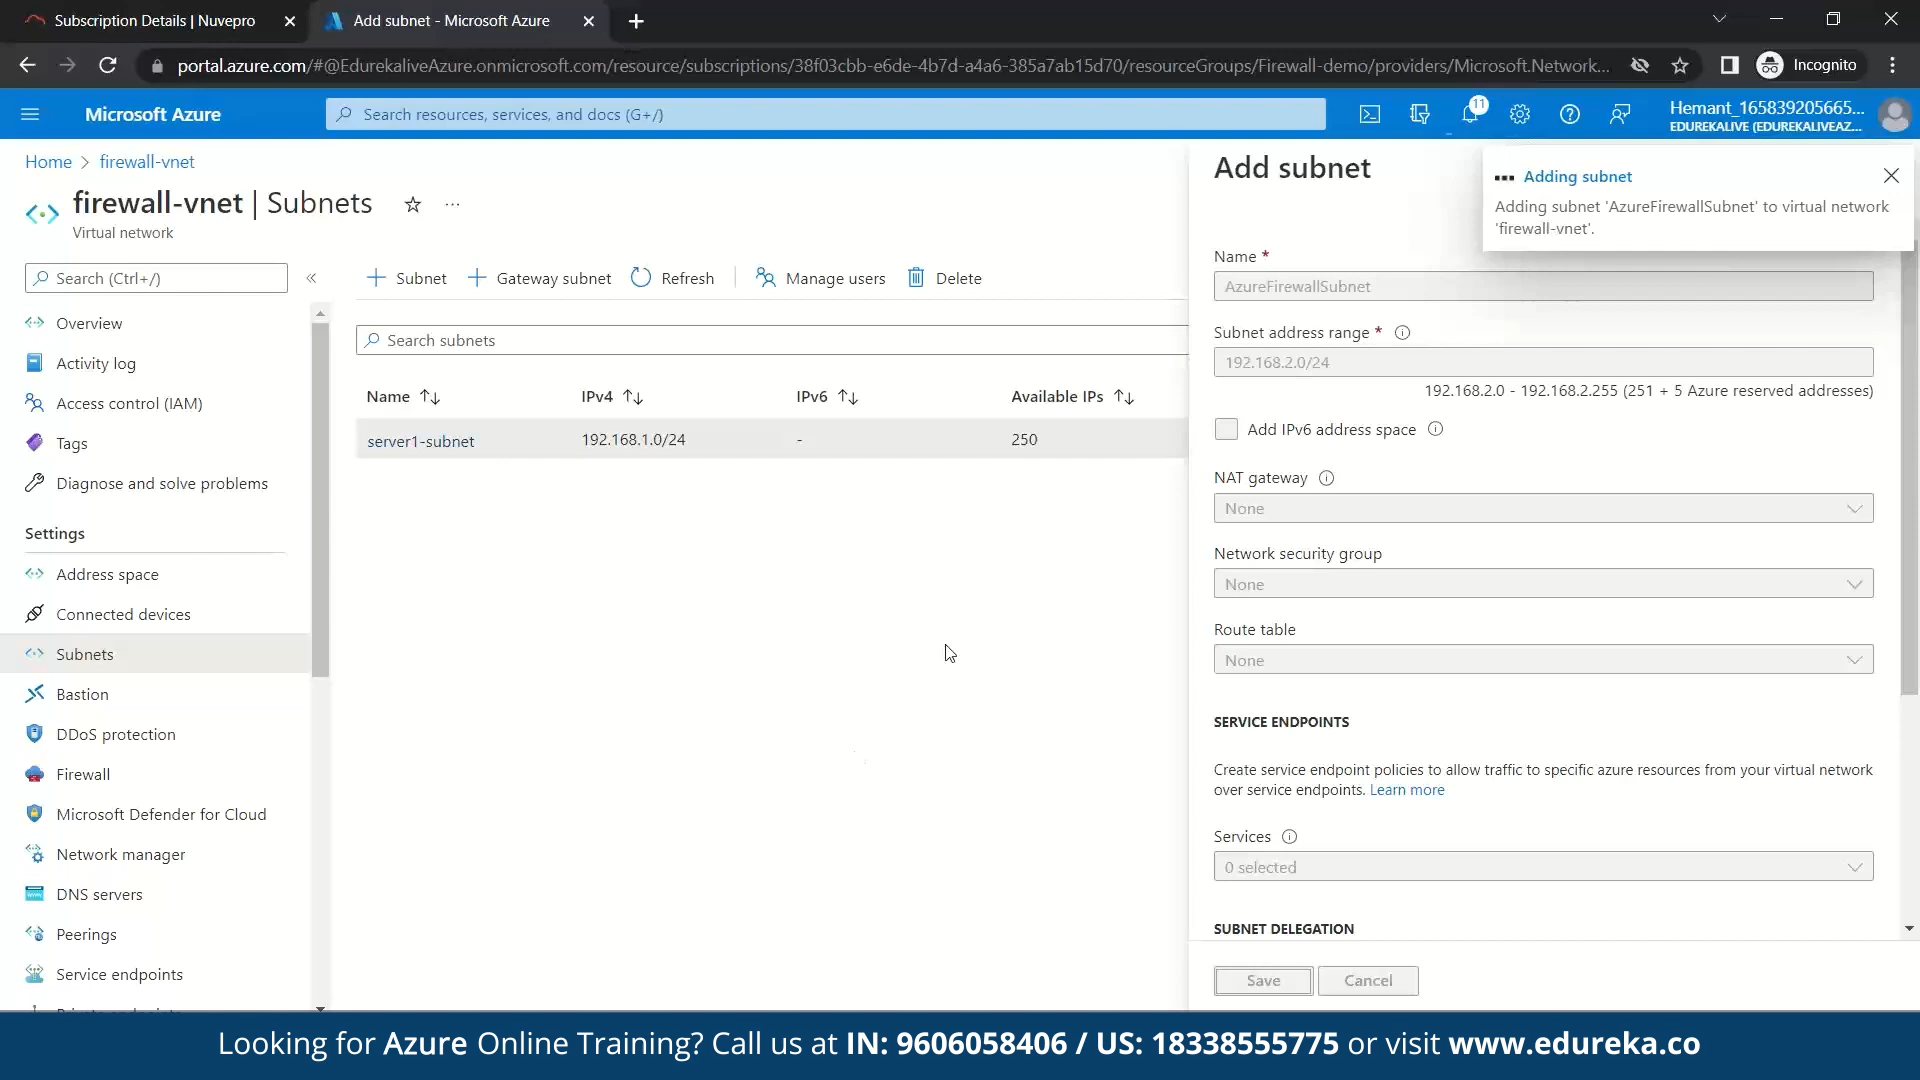 Subscription Details | Nuvepro
Add subnet - Microsoft Azure
portal.azure.com/#@EdurekaliveAzure.onmicrosoft.com/resource/subscriptions/38f03cbb-e6de-4b7d-a4a6-385a7ab15d70/resourceGroups/Firewall-demo/providers/Microsoft.Network...
Incognito
Microsoft Azure
Search resources, services, and docs (G+/)
11
Hemant_165839205665...
EDUREKALIVE (EDUREKALIVEAZ...
Home > firewall-vnet
firewall-vnet | Subnets
...
Virtual network
Search (Ctrl+/)
«
Overview
Activity log
Access control (IAM)
Tags
Diagnose and solve problems
Settings
Address space
Connected devices
Subnets
Bastion
DDoS protection
Firewall
Microsoft Defender for Cloud
Network manager
DNS servers
Peerings
Service endpoints
+ Subnet
+ Gateway subnet
Refresh
Manage users
Delete
Search subnets
Name
IPv4
IPv6
Available IPs
server1-subnet
192.168.1.0/24
-
250
Add subnet
Adding subnet
Adding subnet 'AzureFirewallSubnet' to virtual network
'firewall-vnet'.
Name *
AzureFirewallSubnet
Subnet address range *
192.168.2.0/24
192.168.2.0 - 192.168.2.255 (251 + 5 Azure reserved addresses)
Add IPv6 address space
NAT gateway
None
Network security group
None
Route table
None
SERVICE ENDPOINTS
Create service endpoint policies to allow traffic to specific azure resources from your virtual network
over service endpoints. Learn more
Services
0 selected
SUBNET DELEGATION
Save
Cancel
Looking for Azure Online Training? Call us at IN: 9606058406 / US: 18338555775 or visit www.edureka.co